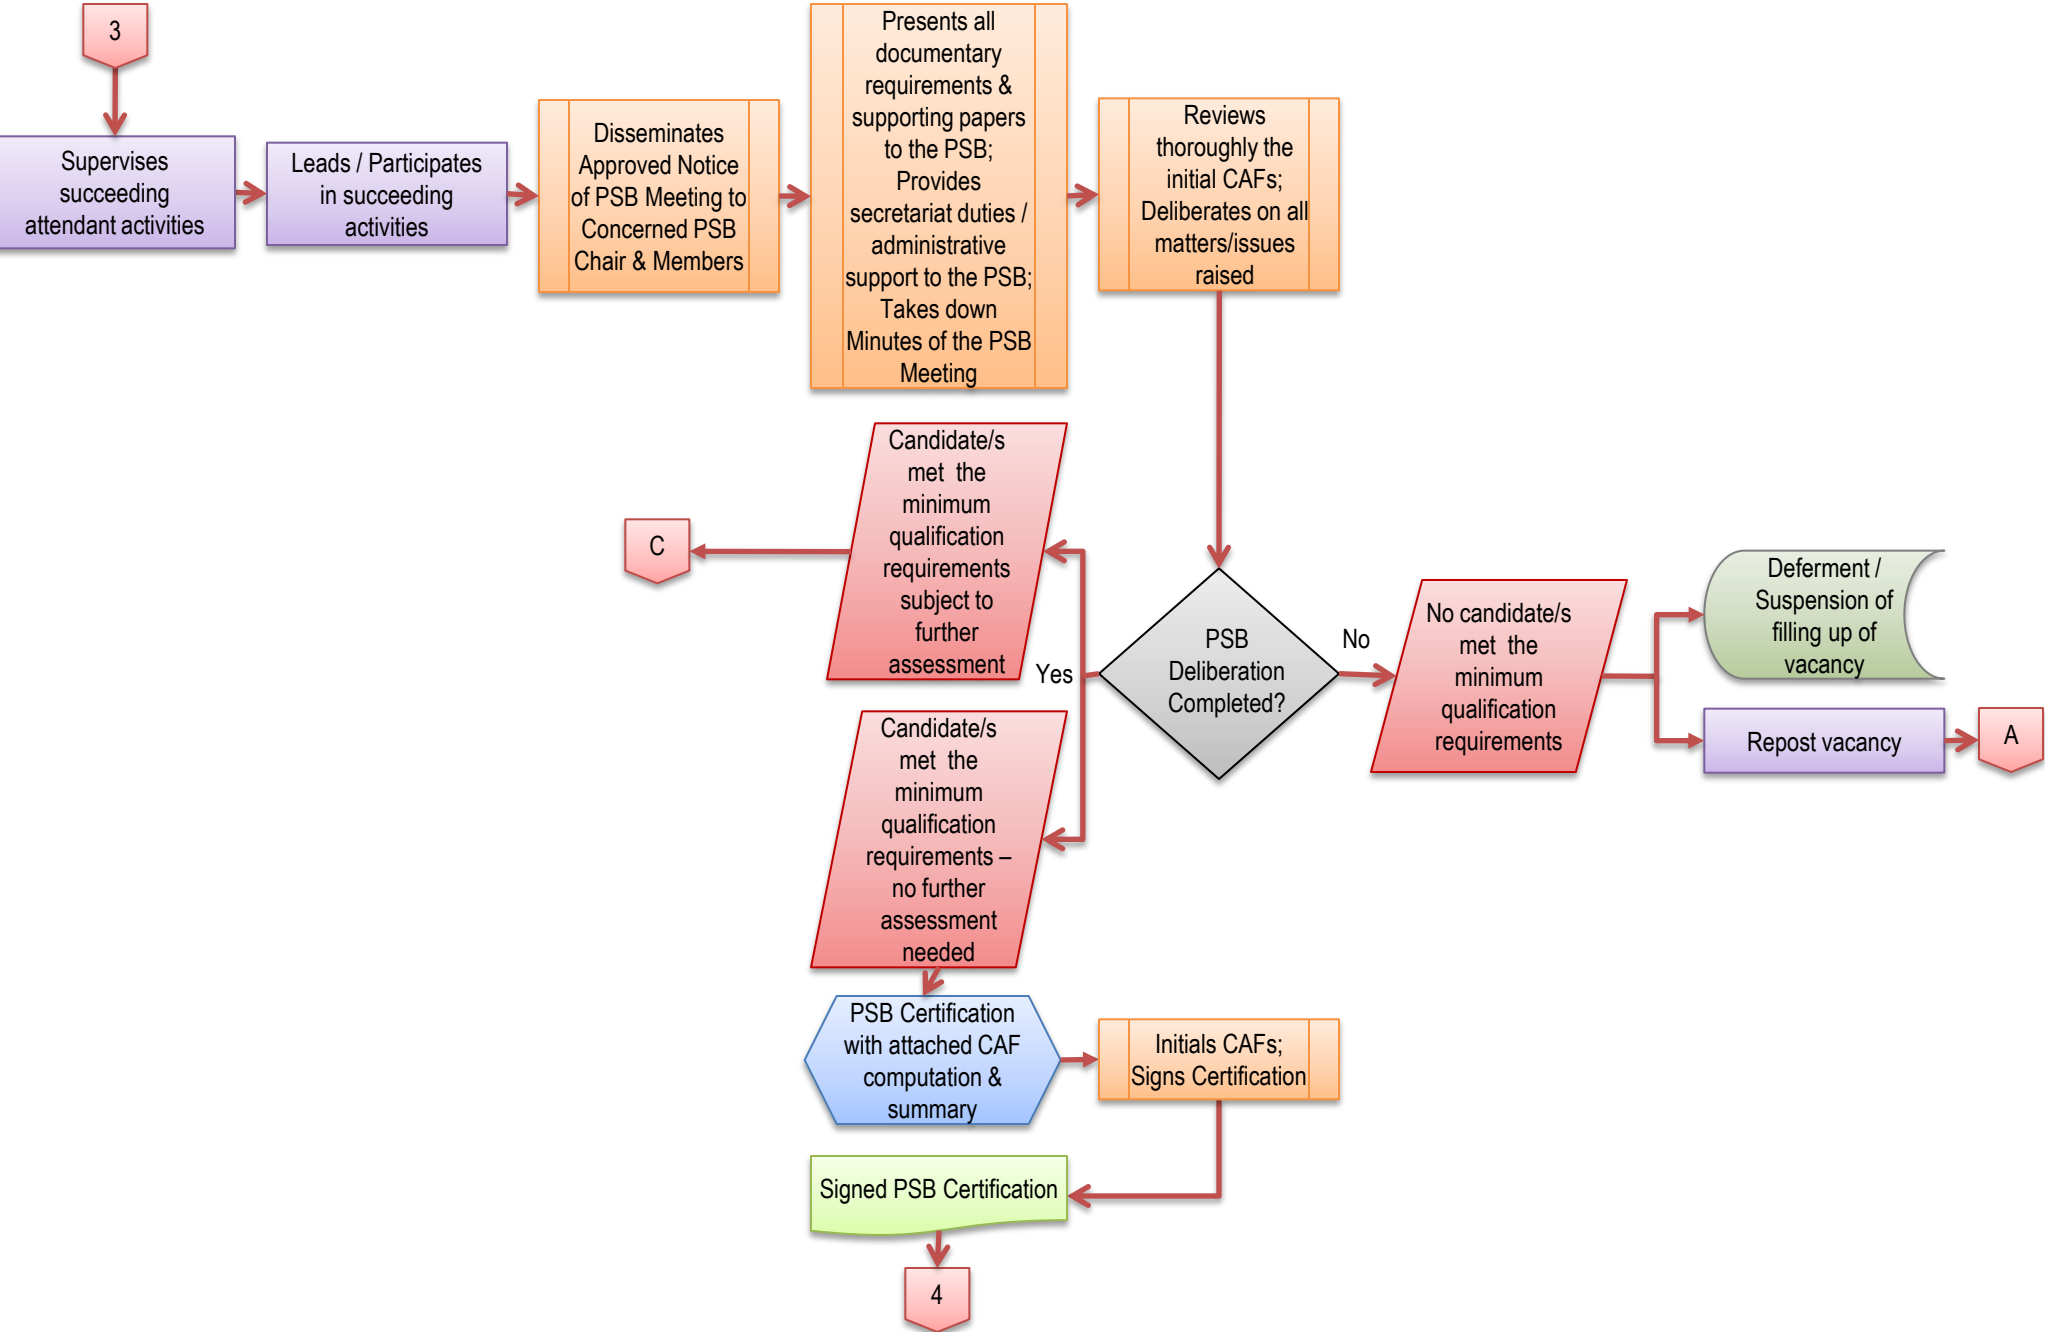 3
Supervises
succeeding
attendant activities
Leads / Participates
in succeeding
activities
Disseminates
Approved Notice
of PSB Meeting to
Concerned PSB
Chair & Members
Presents all
documentary
requirements &
supporting papers
to the PSB;
Provides
secretariat duties /
administrative
support to the PSB;
Takes down
Minutes of the PSB
Meeting
Reviews
thoroughly the
initial CAFs;
Deliberates on all
matters/issues
raised
C
Candidate/s
met the
minimum
qualification
requirements
subject to
further
assessment
Yes
PSB
Deliberation
Completed?
No
No candidate/s
met the
minimum
qualification
requirements
Deferment /
Suspension of
filling up of
vacancy
Repost vacancy
A
Candidate/s
met the
minimum
qualification
requirements –
no further
assessment
needed
PSB Certification
with attached CAF
computation &
summary
Initials CAFs;
Signs Certification
Signed PSB Certification
4